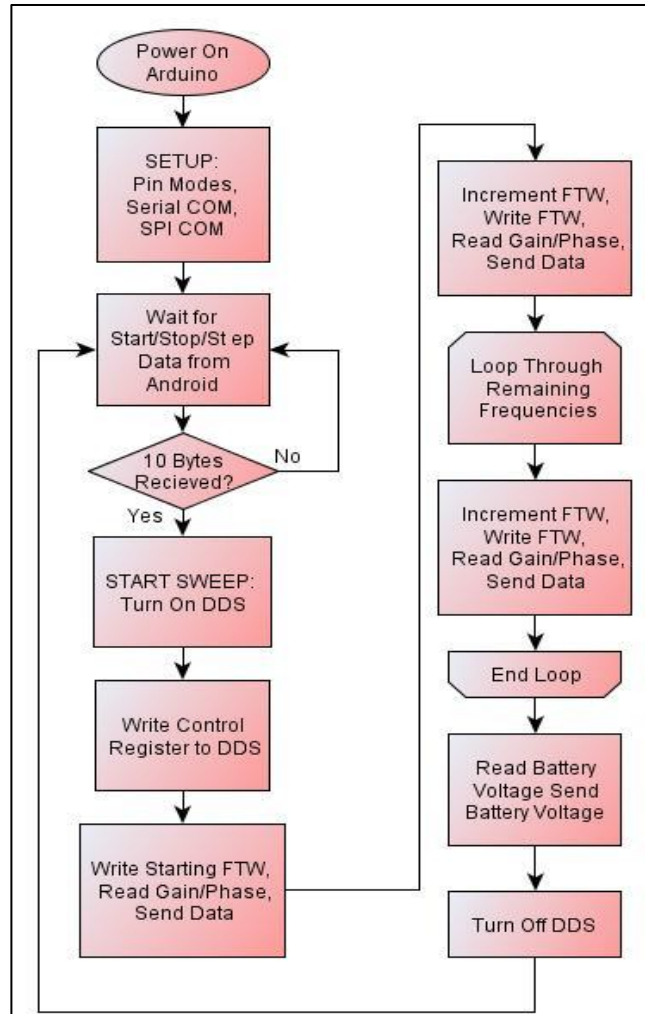 Power On
Arduino
SETUP:
Pin Modes,
Serial COM,
SPI COM
Wait for
Start/Stop/St ep
Data from
Android
10 Bytes
Recieved?
No
Yes
START SWEEP:
Turn On DDS
Write Control
Register to DDS
Write Starting FTW,
Read Gain/Phase,
Send Data
Increment FTW,
Write FTW,
Read Gain/Phase,
Send Data
Loop Through
Remaining
Frequencies
Increment FTW,
Write FTW,
Read Gain/Phase,
Send Data
End Loop
Read Battery
Voltage Send
Battery Voltage
Turn Off DDS